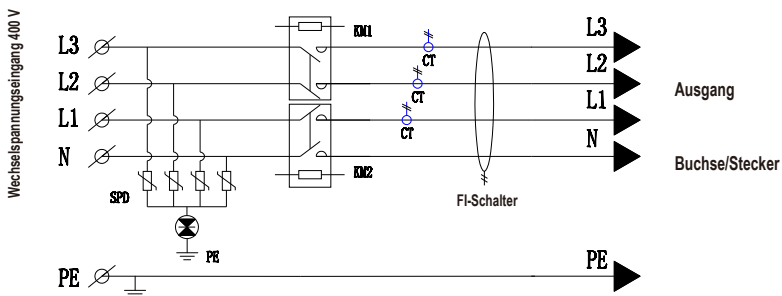 Wechselspannungseingang 400 V
L3
KM1
CT
L3
L2
CT
L2
Ausgang
L1
CT
L1
N
N
Buchse/Stecker
SPD
KM2
FI-Schalter
PE
PE
PE